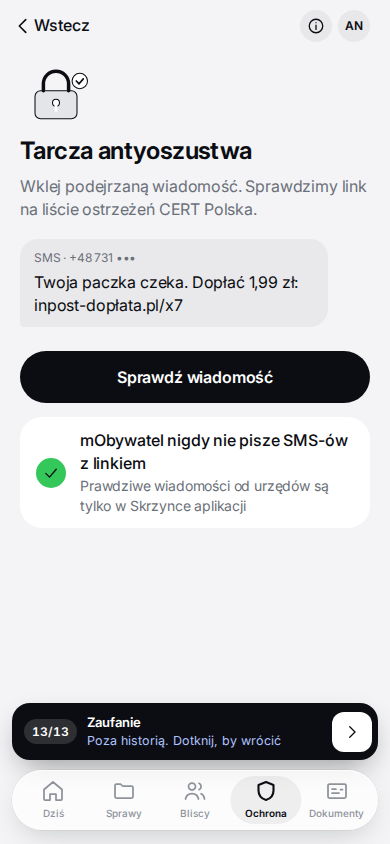 Wstecz
AN
Tarcza antyoszustwa
Wklej podejrzaną wiadomość. Sprawdzimy link
na liście ostrzeżeń CERT Polska.
SMS · +48 731 •••
Twoja paczka czeka. Dopłać 1,99 zł:
inpost-dopłata.pl/x7
Sprawdź wiadomość
mObywatel nigdy nie pisze SMS-ów
z linkiem
Prawdziwe wiadomości od urzędów są
tylko w Skrzynce aplikacji
13/13
Zaufanie
Poza historią. Dotknij, by wrócić
Dziś
Sprawy
Bliscy
Ochrona
Dokumenty